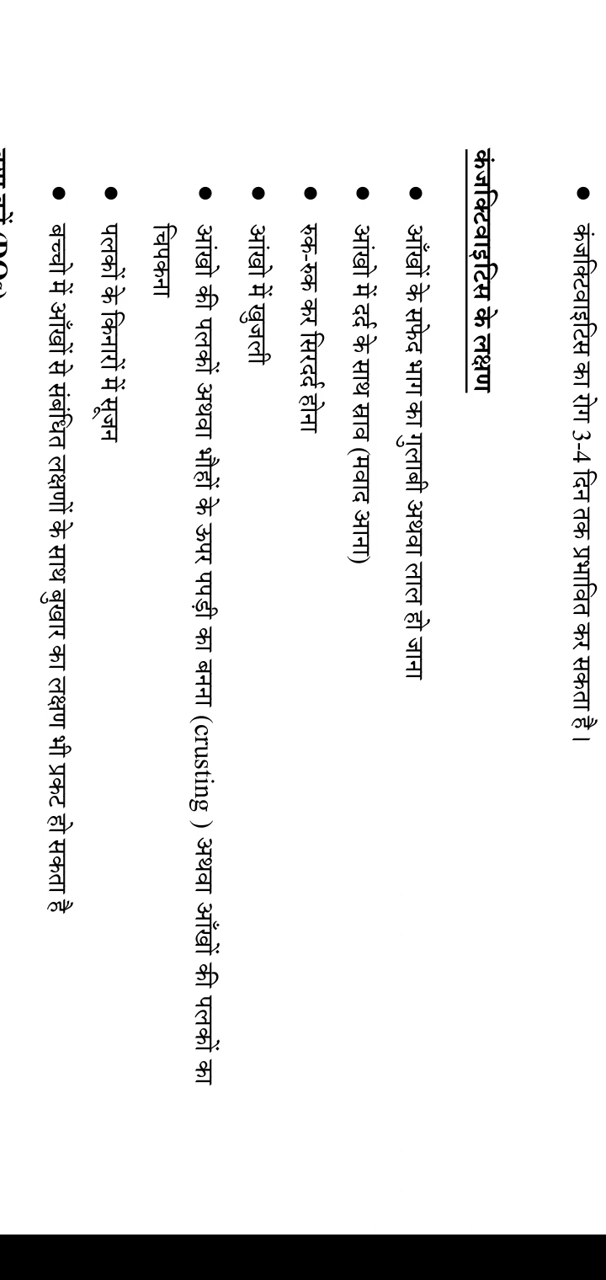 • कंजक्टिवाइटिस का रोग 3-4 दिन तक प्रभावित कर सकता है।
कंजक्टिवाइटिस के लक्षण
• आँखों के सफेद भाग का गुलाबी अथवा लाल हो जाना
• आंखो में दर्द के साथ स्राव (मवाद आना)
• रुक-रुक कर सिरदर्द होना
• आंखो में खुजली
• आंखो की पलकों अथवा भौहों के ऊपर पपड़ी का बनना (crusting ) अथवा आँखों की पलकों का
चिपकना
• पलकों के किनारों में सूजन
• बच्चो में आँखों से संबंधित लक्षणों के साथ बुखार का लक्षण भी प्रकट हो सकता है